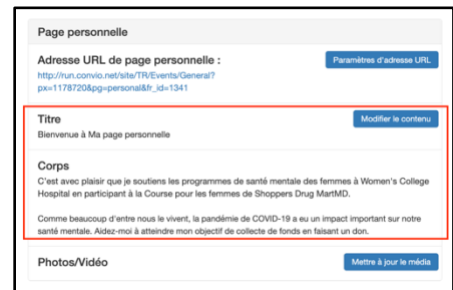 Page personnelle
Adresse URL de page personnelle :
Paramètres d'adresse URL
http://run.convio.net/site/TR/Events/General?
px=1178720&pg=personal&fr_id=1341
Titre
Modifier le contenu
Bienvenue à Ma page personnelle
Corps
C'est avec plaisir que je soutiens les programmes de santé mentale des femmes à Women's College
Hospital en participant à la Course pour les femmes de Shoppers Drug MartMD.
Comme beaucoup d'entre nous le vivent, la pandémie de COVID-19 a eu un impact important sur notre
santé mentale. Aidez-moi à atteindre mon objectif de collecte de fonds en faisant un don.
Photos/Vidéo
Mettre à jour le média